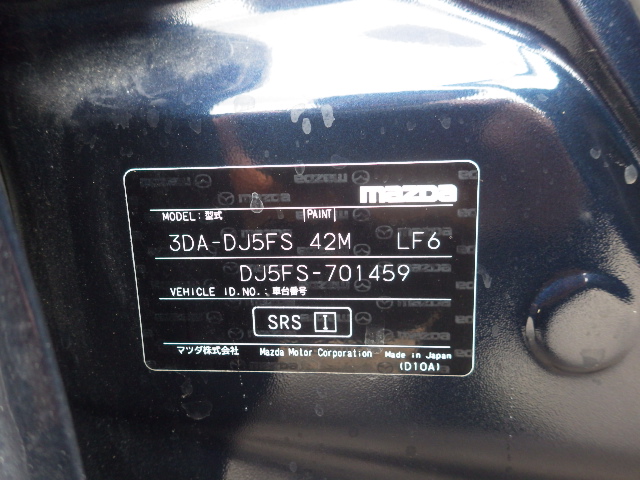 mazda
MODEL: 型式 PAINT
3DA-DJ5FS 42M LF6
DJ5FS-701459
VEHICLE ID.NO.: 車台番号
SRS I
マツダ株式会社 Mazda Motor Corporation Made in Japan
(D10A)